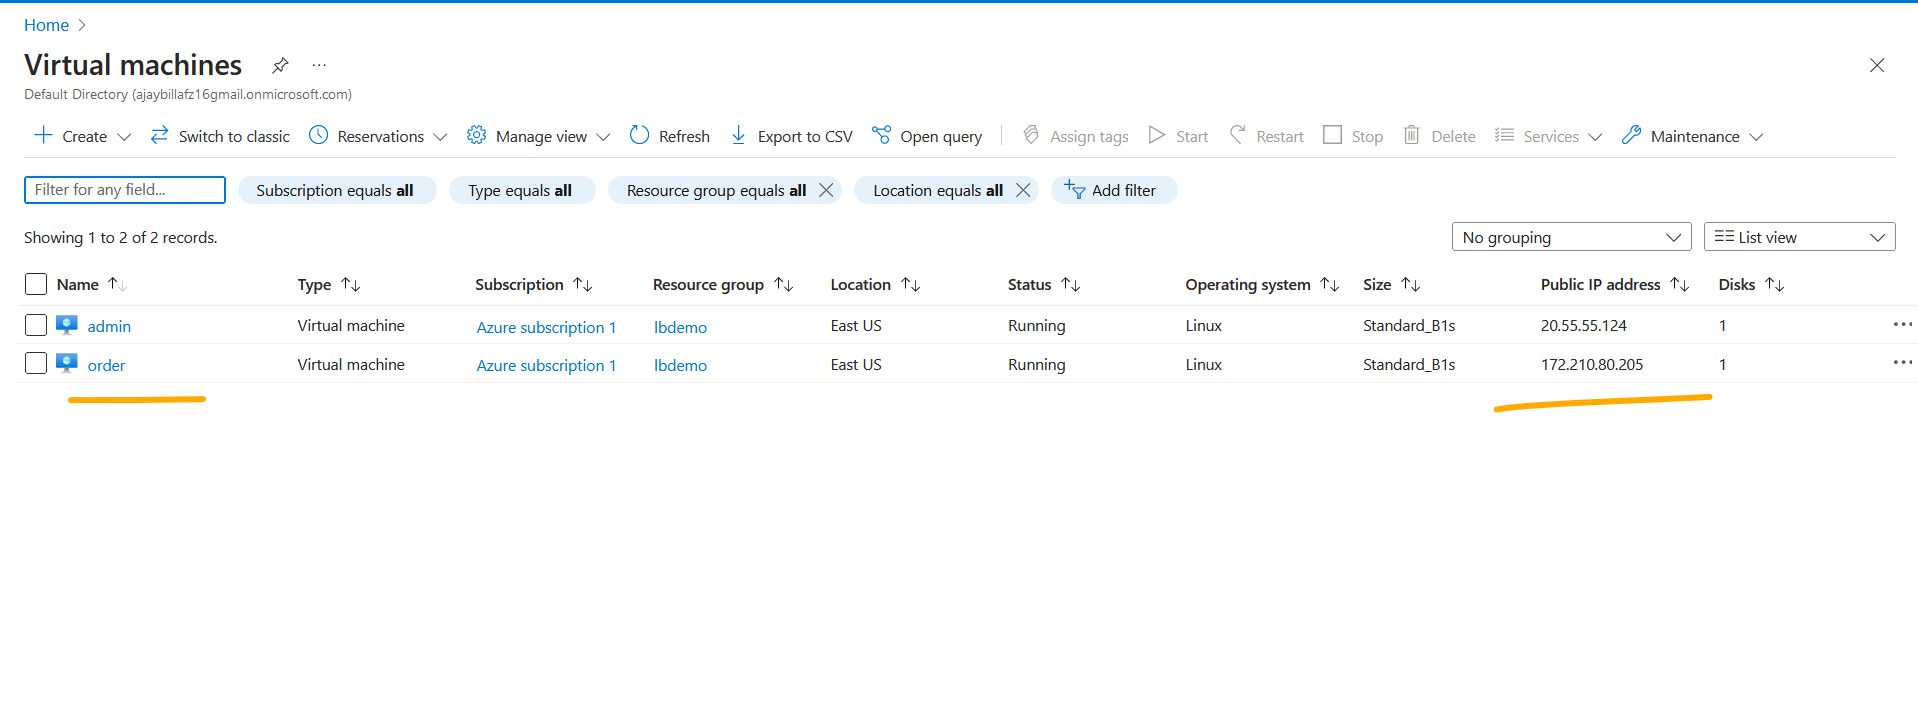 Home
Virtual machines
Default Directory (ajaybillafz16gmail.onmicrosoft.com)
Create Switch to classic Reservations Manage view Refresh Export to CSV Open query Assign tags Start Restart Stop Delete Services Maintenance
Filter for any field... Subscription equals all Type equals all Resource group equals all Location equals all Add filter
Showing 1 to 2 of 2 records. No grouping List view
Name Type Subscription Resource group Location Status Operating system Size Public IP address Disks
admin Virtual machine Azure subscription 1 lbdemo East US Running Linux Standard_B1s 20.55.55.124 1
order Virtual machine Azure subscription 1 lbdemo East US Running Linux Standard_B1s 172.210.80.205 1